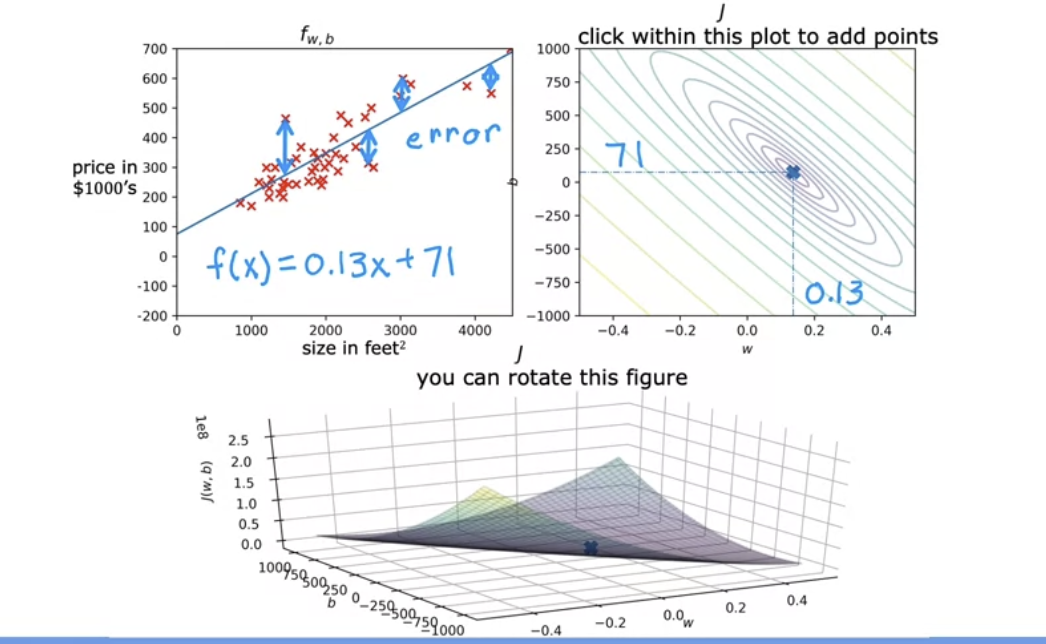 f_{w,b}
700
600
500
400
300
200
100
0
-100
-200
price in
$1000's
error
f(x) = 0.13x + 71
0 1000 2000 3000 4000
size in feet²
J
click within this plot to add points
1000
750
500
250
0
−250
−500
−750
−1000
b
71
0.13
−0.4 −0.2 0.0 0.2 0.4
w
J
you can rotate this figure
1e8
J(w, b)
2.5
2.0
1.5
1.0
0.5
0.0
1000
750
500
250
0
−250
−500
−750
−1000
b
−0.4 −0.2 0.0 0.2 0.4
w